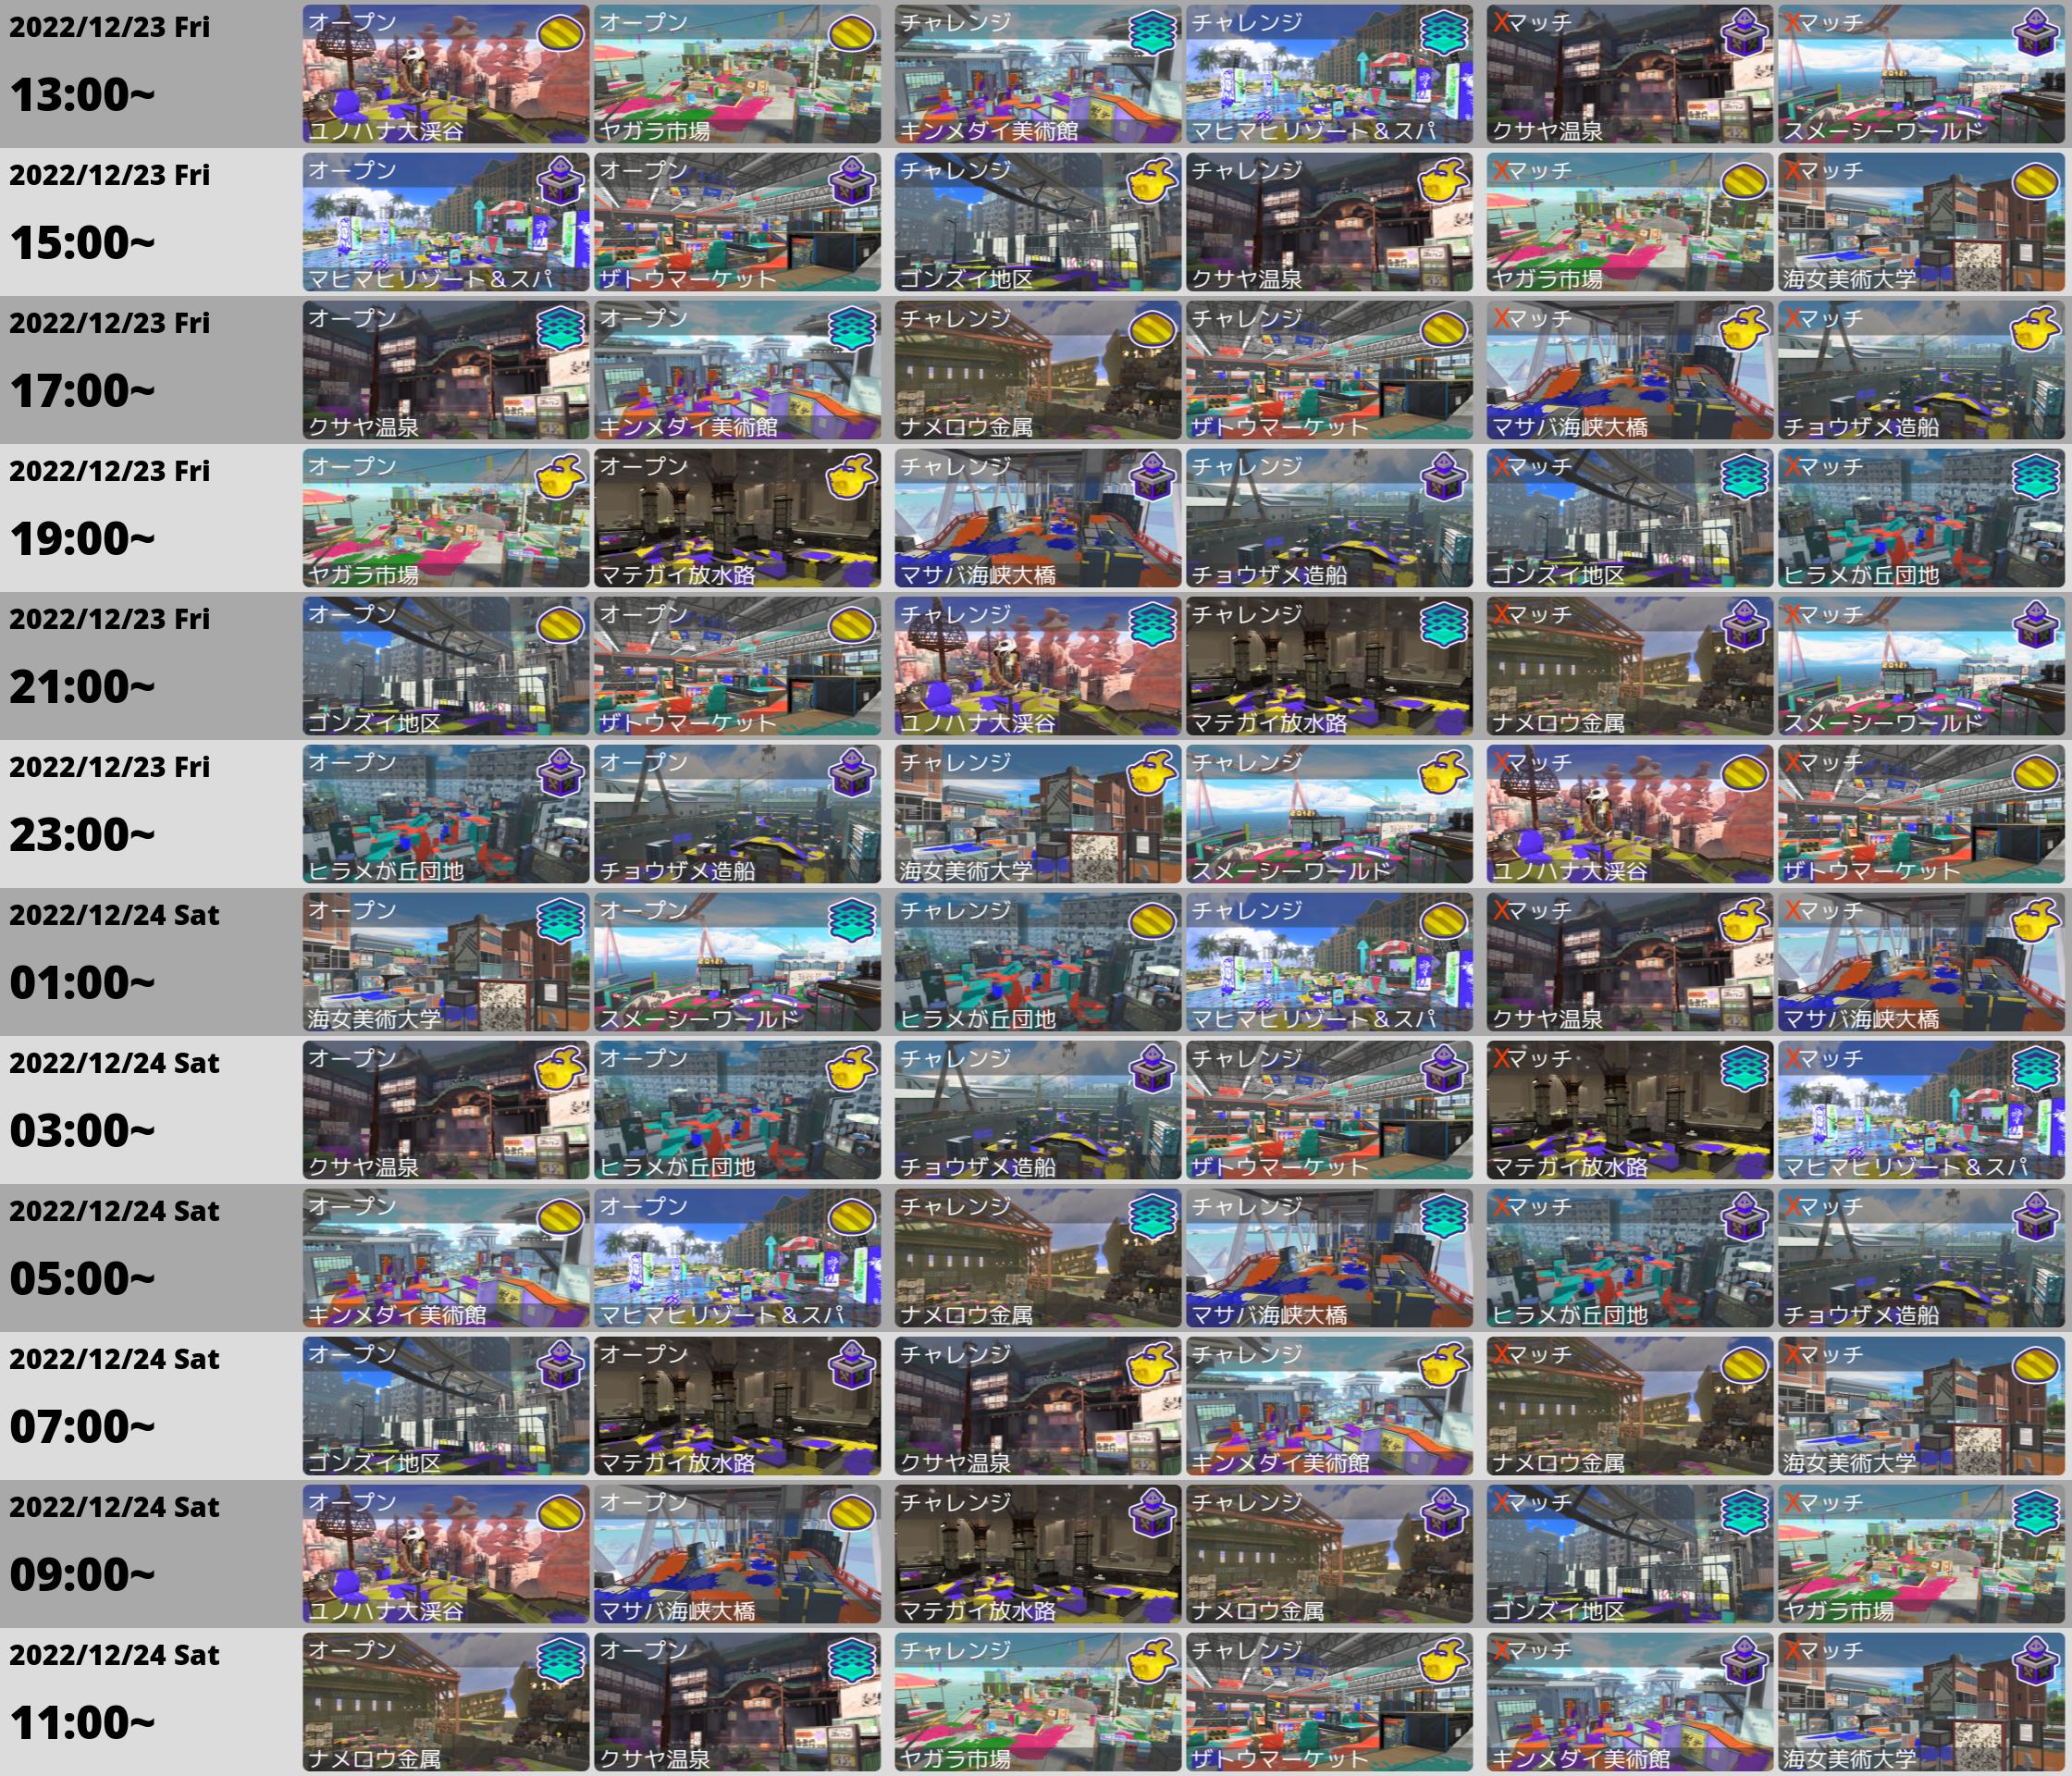 2022/12/23 Fri
13:00~
オープン オープン チャレンジ チャレンジ Xマッチ Xマッチ
ユノハナ大渓谷 ヤガラ市場 キンメダイ美術館 マヒマヒリゾート&スパ クサヤ温泉 スメーシーワールド
2022/12/23 Fri
15:00~
オープン オープン チャレンジ チャレンジ Xマッチ Xマッチ
マヒマヒリゾート&スパ ザトウマーケット ゴンズイ地区 クサヤ温泉 ヤガラ市場 海女美術大学
2022/12/23 Fri
17:00~
オープン オープン チャレンジ チャレンジ Xマッチ Xマッチ
クサヤ温泉 キンメダイ美術館 ナメロウ金属 ザトウマーケット マサバ海峡大橋 チョウザメ造船
2022/12/23 Fri
19:00~
オープン オープン チャレンジ チャレンジ Xマッチ Xマッチ
ヤガラ市場 マテガイ放水路 マサバ海峡大橋 チョウザメ造船 ゴンズイ地区 ヒラメが丘団地
2022/12/23 Fri
21:00~
オープン オープン チャレンジ チャレンジ Xマッチ Xマッチ
ゴンズイ地区 ザトウマーケット ユノハナ大渓谷 マテガイ放水路 ナメロウ金属 スメーシーワールド
2022/12/23 Fri
23:00~
オープン オープン チャレンジ チャレンジ Xマッチ Xマッチ
ヒラメが丘団地 チョウザメ造船 海女美術大学 スメーシーワールド ユノハナ大渓谷 ザトウマーケット
2022/12/24 Sat
01:00~
オープン オープン チャレンジ チャレンジ Xマッチ Xマッチ
海女美術大学 スメーシーワールド ヒラメが丘団地 マヒマヒリゾート&スパ クサヤ温泉 マサバ海峡大橋
2022/12/24 Sat
03:00~
オープン オープン チャレンジ チャレンジ Xマッチ Xマッチ
クサヤ温泉 ヒラメが丘団地 チョウザメ造船 ザトウマーケット マテガイ放水路 マヒマヒリゾート&スパ
2022/12/24 Sat
05:00~
オープン オープン チャレンジ チャレンジ Xマッチ Xマッチ
キンメダイ美術館 マヒマヒリゾート&スパ ナメロウ金属 マサバ海峡大橋 ヒラメが丘団地 チョウザメ造船
2022/12/24 Sat
07:00~
オープン オープン チャレンジ チャレンジ Xマッチ Xマッチ
ゴンズイ地区 マテガイ放水路 クサヤ温泉 キンメダイ美術館 ナメロウ金属 海女美術大学
2022/12/24 Sat
09:00~
オープン オープン チャレンジ チャレンジ Xマッチ Xマッチ
ユノハナ大渓谷 マサバ海峡大橋 マテガイ放水路 ナメロウ金属 ゴンズイ地区 ヤガラ市場
2022/12/24 Sat
11:00~
オープン オープン チャレンジ チャレンジ Xマッチ Xマッチ
ナメロウ金属 クサヤ温泉 ヤガラ市場 ザトウマーケット キンメダイ美術館 海女美術大学